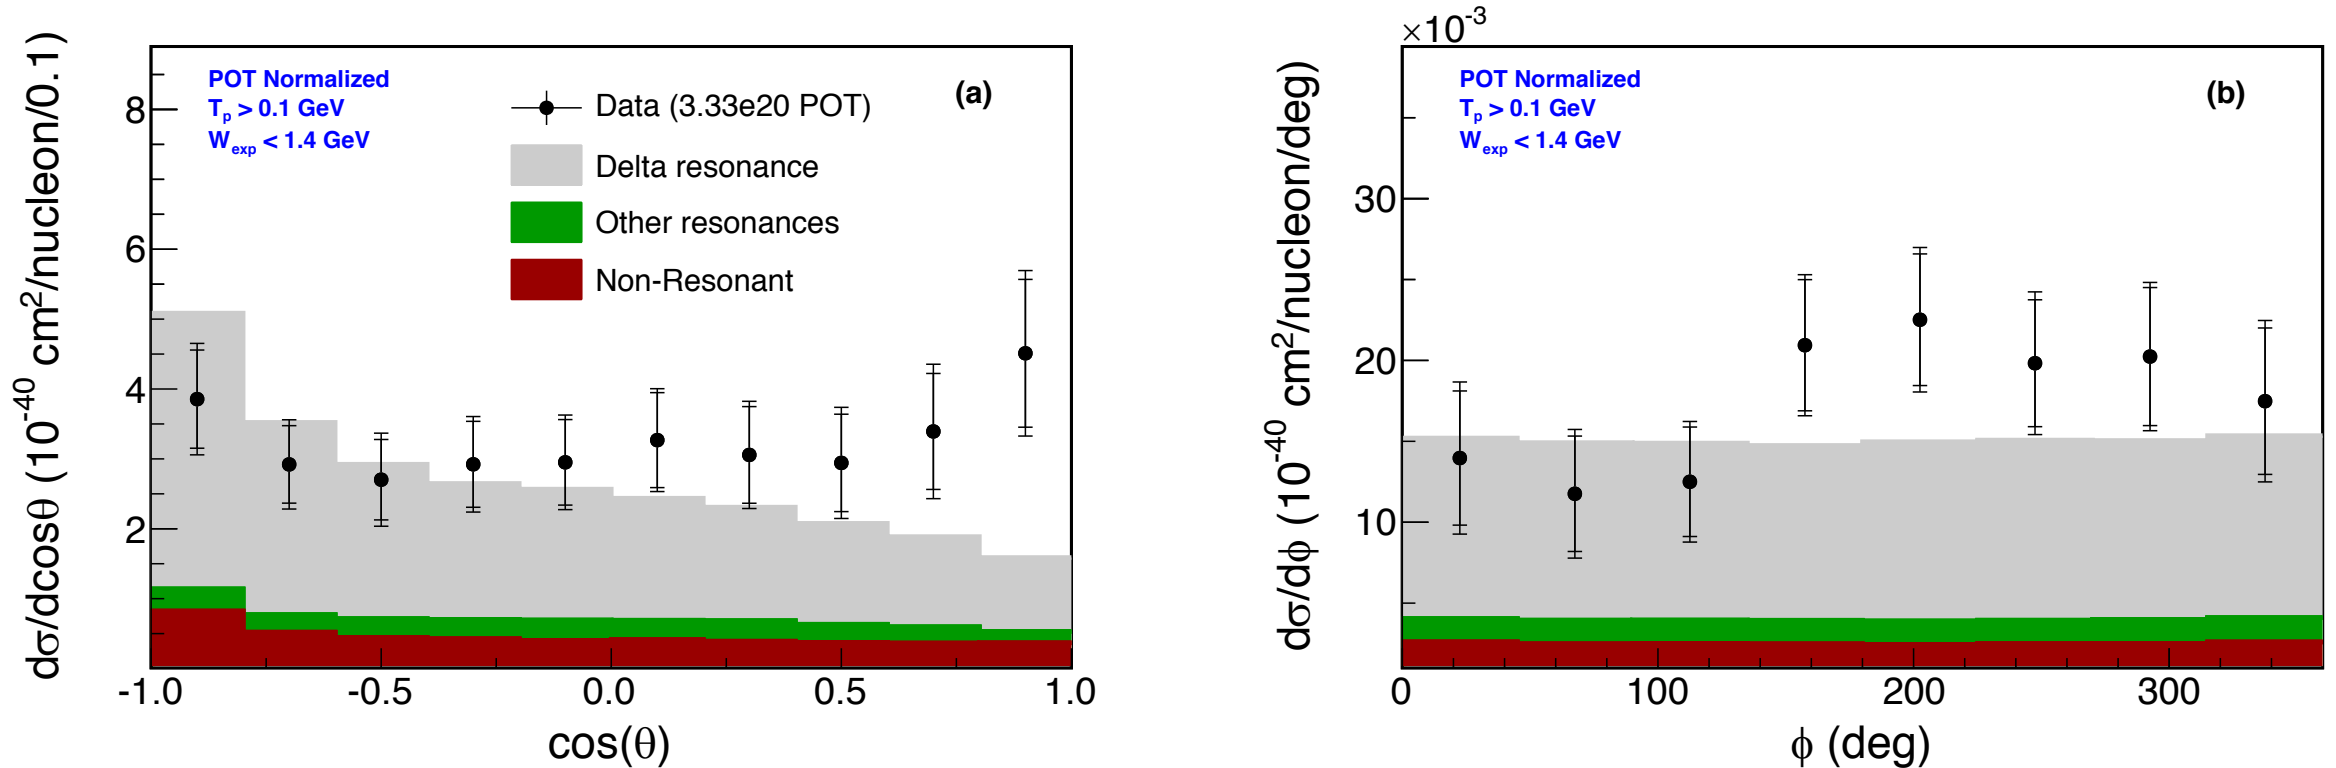 dσ/dcosθ (10⁻⁴⁰ cm²/nucleon/0.1)
8
6
4
2
POT Normalized
Tₚ > 0.1 GeV
W_exp < 1.4 GeV
(a)
Data (3.33e20 POT)
Delta resonance
Other resonances
Non-Resonant
-1.0 -0.5 0.0 0.5 1.0
cos(θ)
×10⁻³
dσ/dϕ (10⁻⁴⁰ cm²/nucleon/deg)
30
20
10
POT Normalized
Tₚ > 0.1 GeV
W_exp < 1.4 GeV
(b)
0 100 200 300
ϕ (deg)